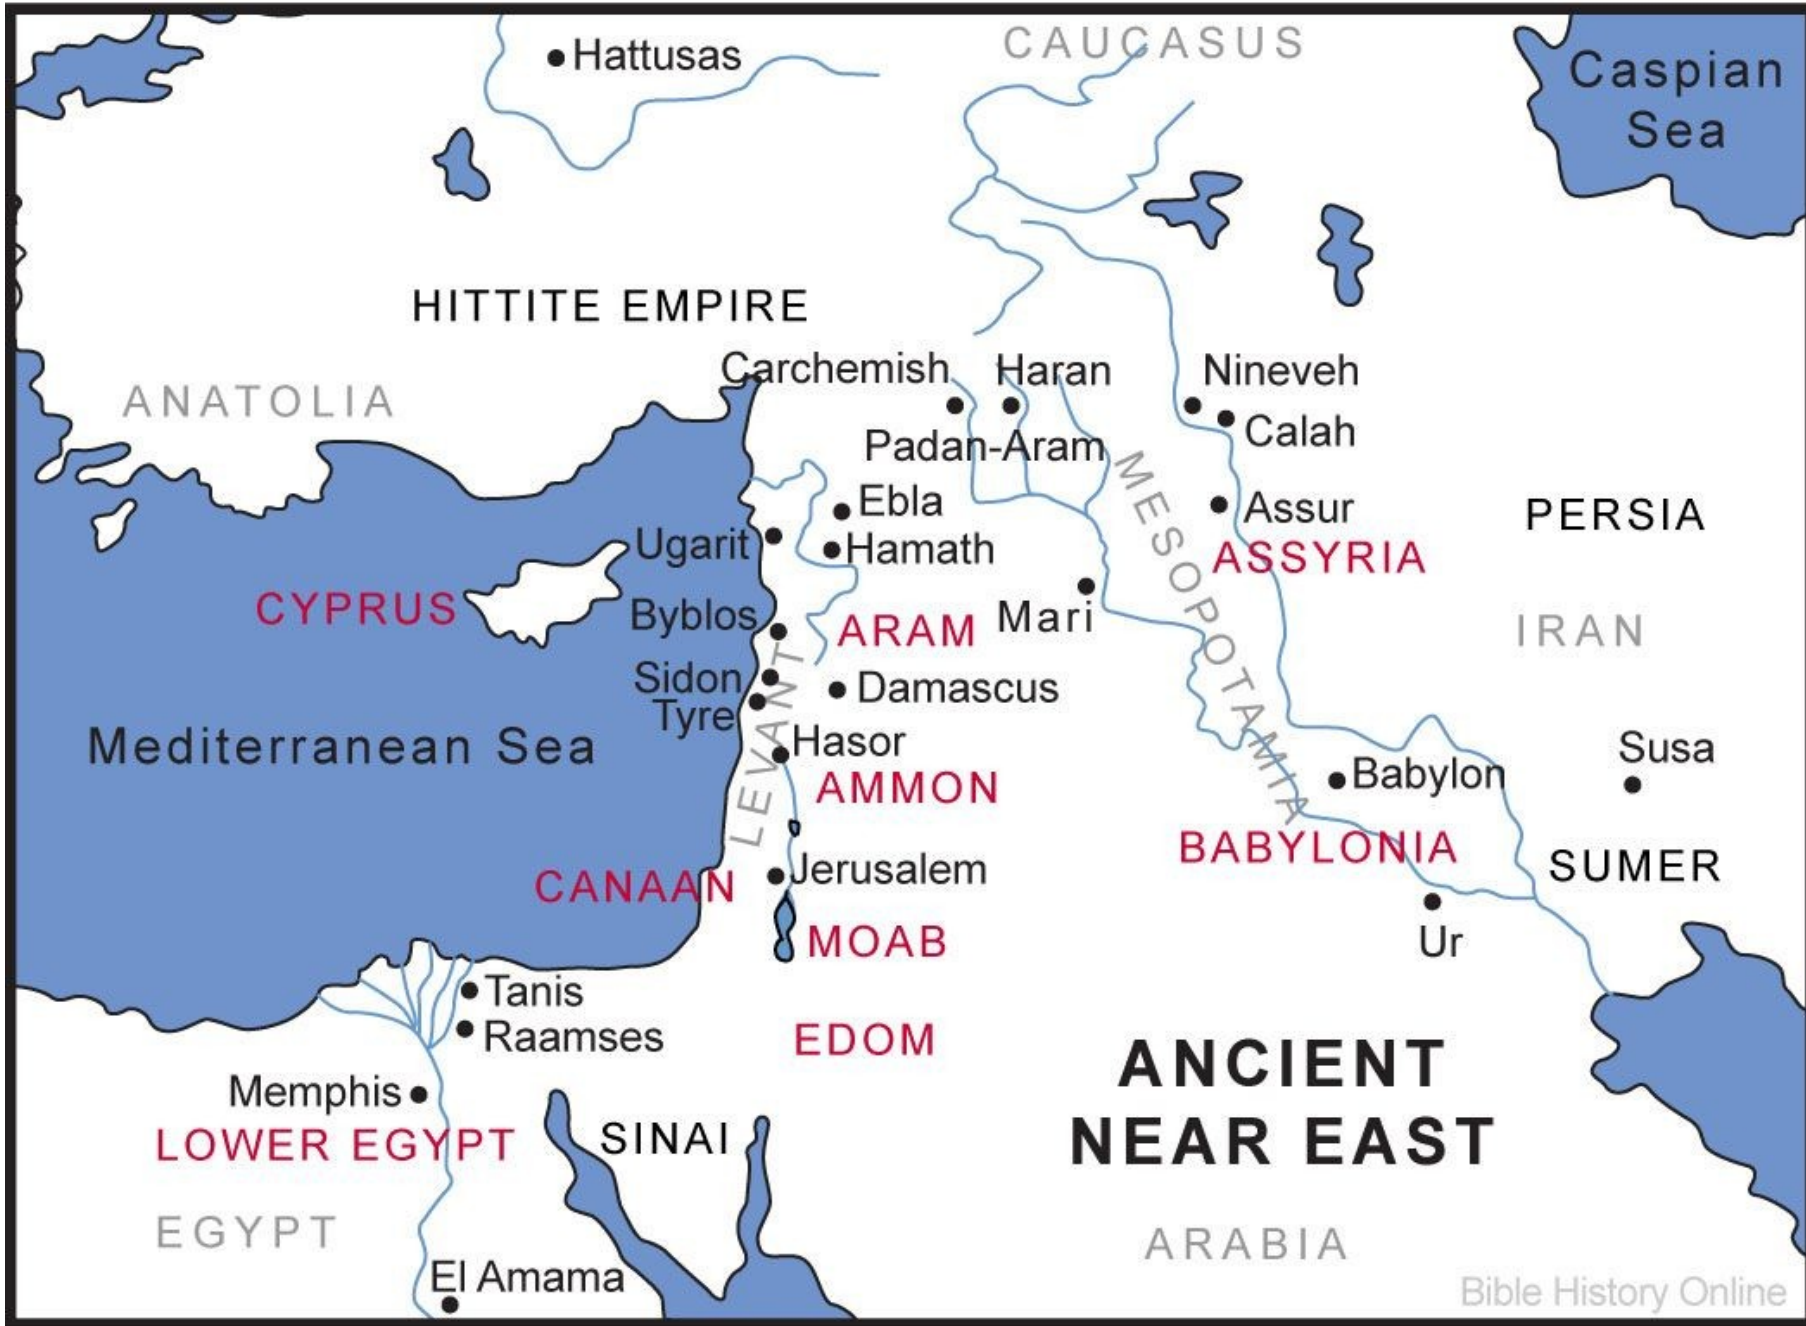 Hattusas
CAUCASUS
Caspian
Sea
HITTITE EMPIRE
ANATOLIA
Carchemish
Haran
Nineveh
Calah
Padan-Aram
MESOPOTAMIA
Ebla
Assur
PERSIA
Ugarit
Hamath
ASSYRIA
CYPRUS
Byblos
ARAM
Mari
IRAN
Sidon
Damascus
Tyre
LEVANT
Hasor
Mediterranean Sea
Susa
AMMON
Babylon
BABYLONIA
SUMER
Jerusalem
CANAAN
MOAB
Ur
Tanis
Raamses
EDOM
ANCIENT
NEAR EAST
Memphis
LOWER EGYPT
SINAI
EGYPT
ARABIA
El Amama
Bible History Online